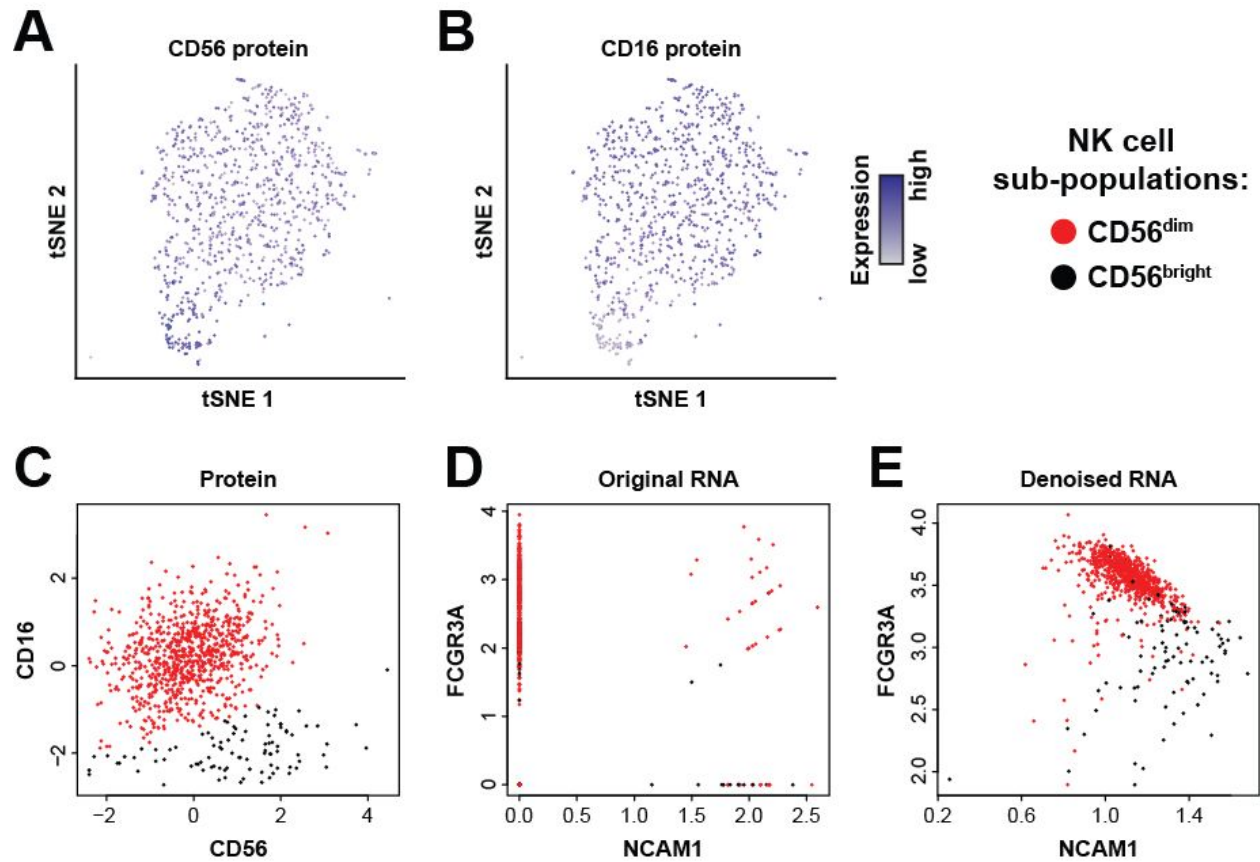 A
CD56 protein
tSNE 2
tSNE 1
B
CD16 protein
tSNE 2
tSNE 1
Expression
low
high
NK cell
sub-populations:
CD56dim
CD56bright
C
Protein
CD16
2
0
−2
−2
0
2
4
CD56
D
Original RNA
FCGR3A
4
3
2
1
0
0.0
0.5
1.0
1.5
2.0
2.5
NCAM1
E
Denoised RNA
FCGR3A
4.0
3.5
3.0
2.5
2.0
0.2
0.6
1.0
1.4
NCAM1